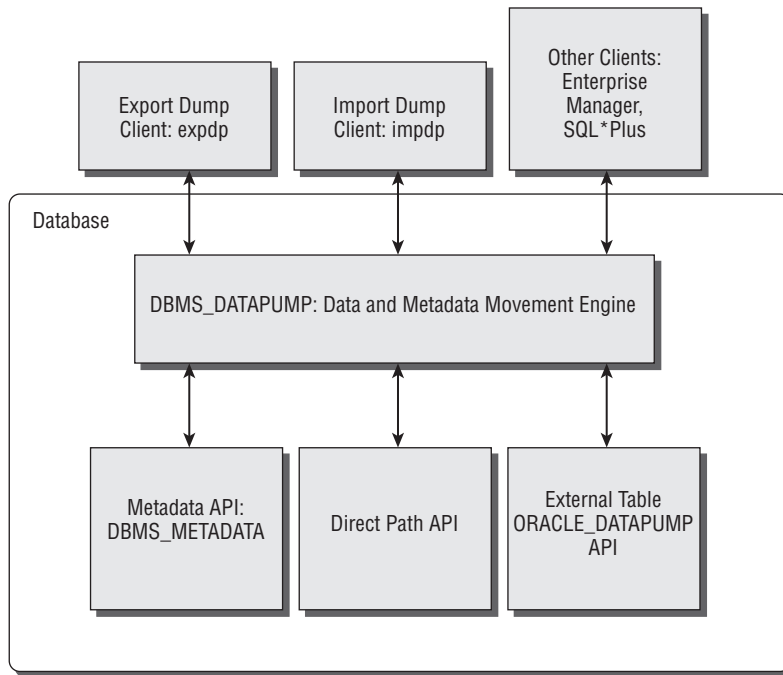 Export Dump
Client: expdp
Import Dump
Client: impdp
Other Clients:
Enterprise
Manager,
SQL*Plus
Database
DBMS_DATAPUMP: Data and Metadata Movement Engine
Metadata API:
DBMS_METADATA
Direct Path API
External Table
ORACLE_DATAPUMP
API